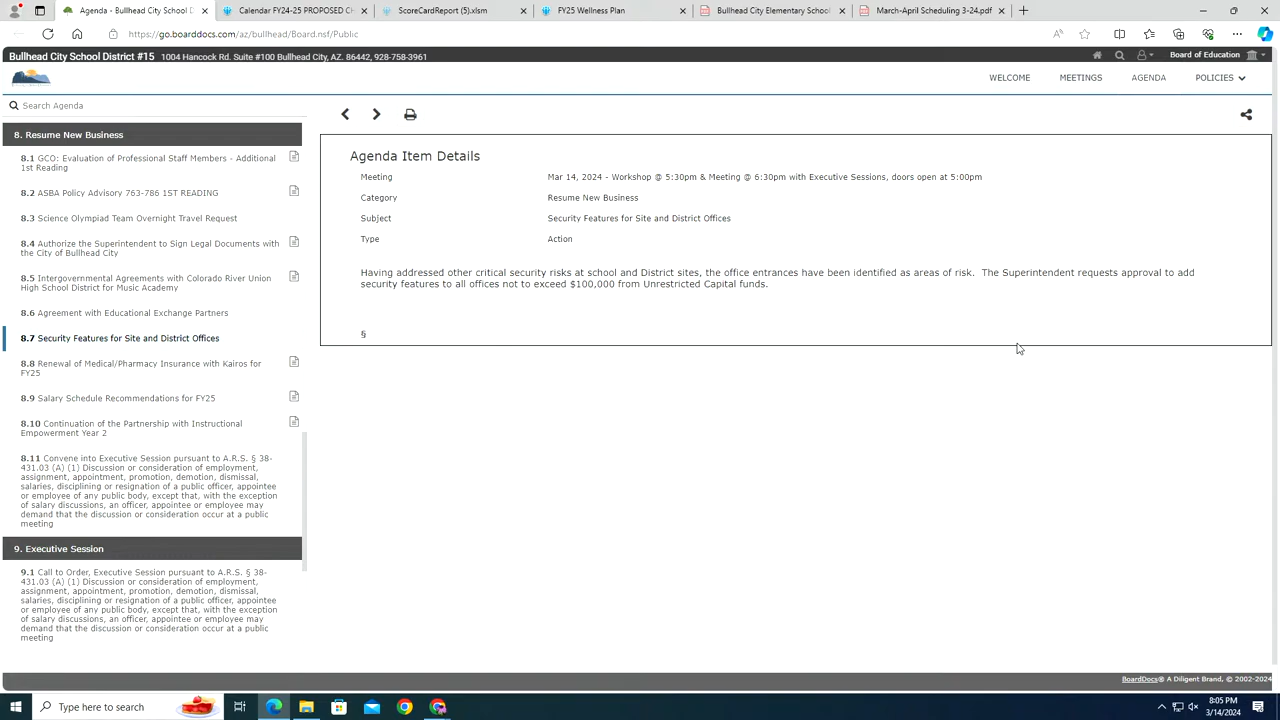 Agenda - Bullhead City School D
Calendar FY24-25 PROPOSED CH
ScoreCardReport (5).xlsm
FY25 Wellness Plan
Bullhead City Elementary School
March-April Scheduling 3-24.pdf
https://go.boarddocs.com/az/bullhead/Board.nsf/Public
Bullhead City School District #15 1004 Hancock Rd. Suite #100 Bullhead City, AZ. 86442, 928-758-3961
Board of Education
WELCOME MEETINGS AGENDA POLICIES
Search Agenda
8. Resume New Business
8.1 GCO: Evaluation of Professional Staff Members - Additional
1st Reading
8.2 ASBA Policy Advisory 763-786 1ST READING
8.3 Science Olympiad Team Overnight Travel Request
8.4 Authorize the Superintendent to Sign Legal Documents with
the City of Bullhead City
8.5 Intergovernmental Agreements with Colorado River Union
High School District for Music Academy
8.6 Agreement with Educational Exchange Partners
8.7 Security Features for Site and District Offices
8.8 Renewal of Medical/Pharmacy Insurance with Kairos for
FY25
8.9 Salary Schedule Recommendations for FY25
8.10 Continuation of the Partnership with Instructional
Empowerment Year 2
8.11 Convene into Executive Session pursuant to A.R.S. § 38-
431.03 (A) (1) Discussion or consideration of employment,
assignment, appointment, promotion, demotion, dismissal,
salaries, disciplining or resignation of a public officer, appointee
or employee of any public body, except that, with the exception
of salary discussions, an officer, appointee or employee may
demand that the discussion or consideration occur at a public
meeting
9. Executive Session
9.1 Call to Order, Executive Session pursuant to A.R.S. § 38-
431.03 (A) (1) Discussion or consideration of employment,
assignment, appointment, promotion, demotion, dismissal,
salaries, disciplining or resignation of a public officer, appointee
or employee of any public body, except that, with the exception
of salary discussions, an officer, appointee or employee may
demand that the discussion or consideration occur at a public
meeting
Agenda Item Details
Meeting Mar 14, 2024 - Workshop @ 5:30pm & Meeting @ 6:30pm with Executive Sessions, doors open at 5:00pm
Category Resume New Business
Subject Security Features for Site and District Offices
Type Action
Having addressed other critical security risks at school and District sites, the office entrances have been identified as areas of risk. The Superintendent requests approval to add
security features to all offices not to exceed $100,000 from Unrestricted Capital funds.
§
BoardDocs® A Diligent Brand, © 2002-2024
Type here to search
8:05 PM
3/14/2024